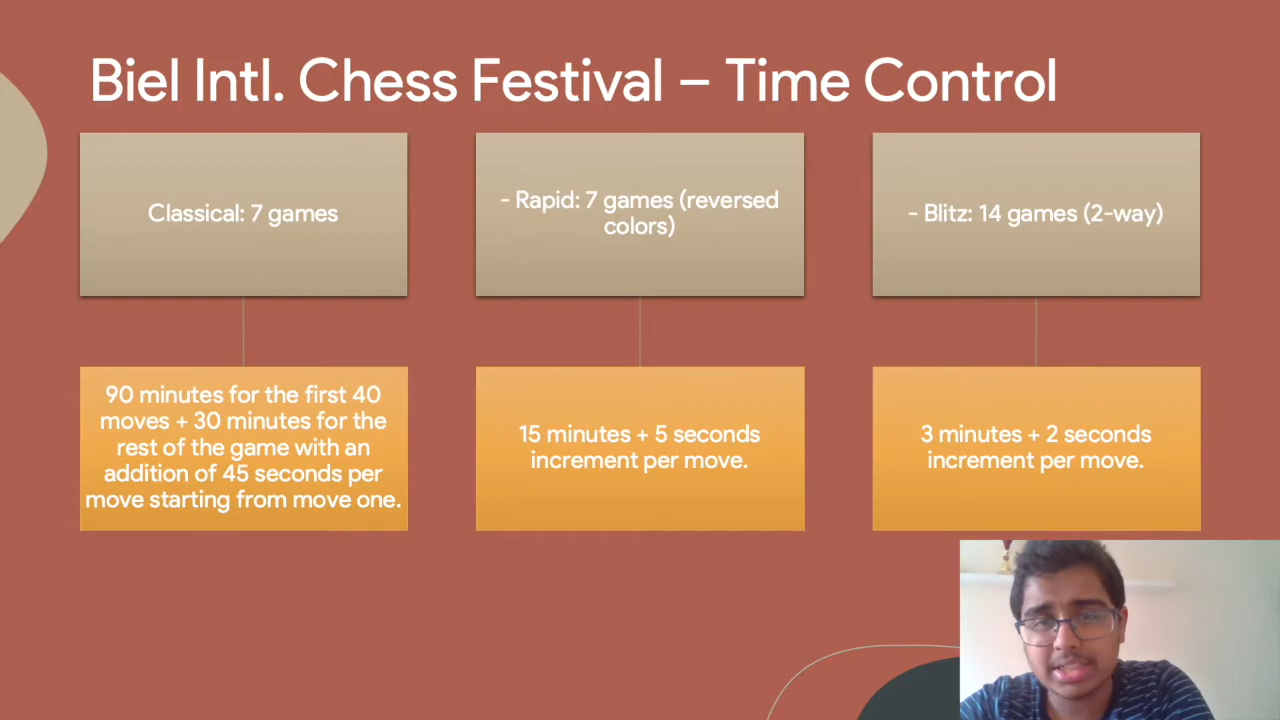 Biel Intl. Chess Festival – Time Control
Classical: 7 games
- Rapid: 7 games (reversed
colors)
- Blitz: 14 games (2-way)
90 minutes for the first 40
moves + 30 minutes for the
rest of the game with an
addition of 45 seconds per
move starting from move one.
15 minutes + 5 seconds
increment per move.
3 minutes + 2 seconds
increment per move.